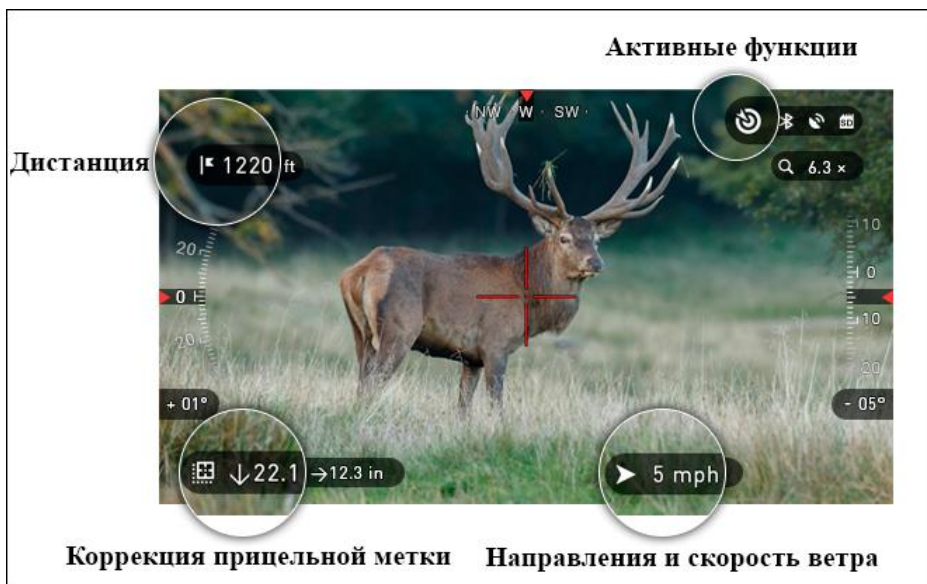 Активные функции
NW · W · SW ·
SD
Дистанция
1220 ft
6.3 ×
20
0
20
10
0
10
20
+ 01°
- 05°
↓22.1 →12.3 in
5 mph
Коррекция прицельной метки
Направления и скорость ветра